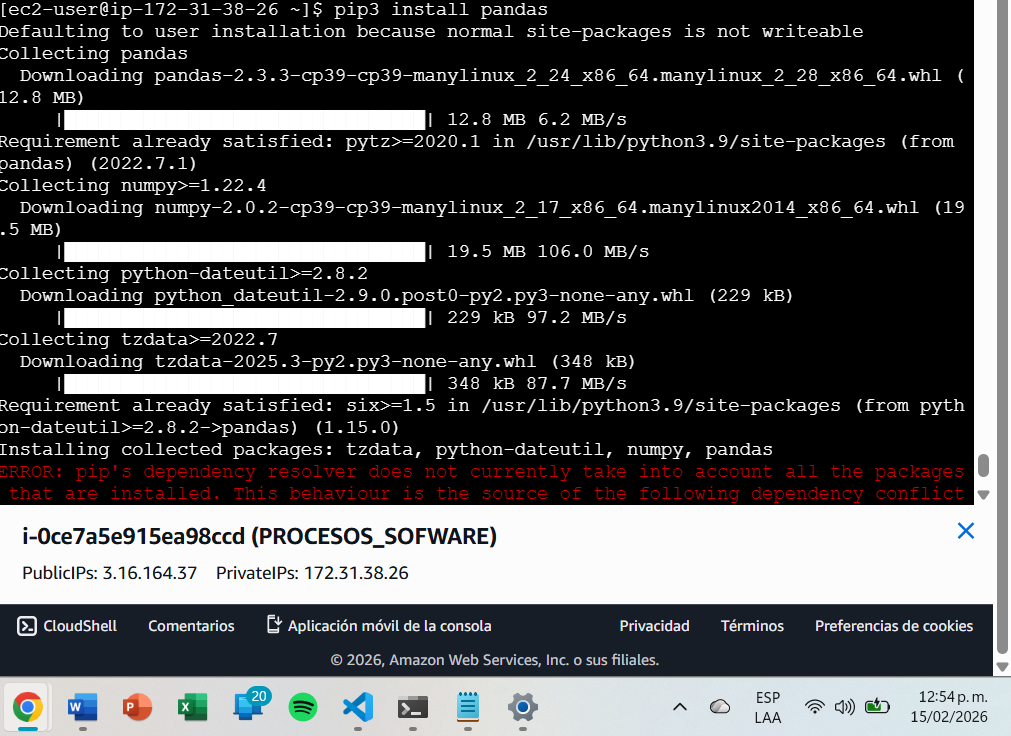 [ec2-user@ip-172-31-38-26 ~]$ pip3 install pandas
Defaulting to user installation because normal site-packages is not writeable
Collecting pandas
  Downloading pandas-2.3.3-cp39-cp39-manylinux_2_24_x86_64.manylinux_2_28_x86_64.whl (
12.8 MB)
     |████████████████████████████████| 12.8 MB 6.2 MB/s
Requirement already satisfied: pytz>=2020.1 in /usr/lib/python3.9/site-packages (from
pandas) (2022.7.1)
Collecting numpy>=1.22.4
  Downloading numpy-2.0.2-cp39-cp39-manylinux_2_17_x86_64.manylinux2014_x86_64.whl (19
.5 MB)
     |████████████████████████████████| 19.5 MB 106.0 MB/s
Collecting python-dateutil>=2.8.2
  Downloading python_dateutil-2.9.0.post0-py2.py3-none-any.whl (229 kB)
     |████████████████████████████████| 229 kB 97.2 MB/s
Collecting tzdata>=2022.7
  Downloading tzdata-2025.3-py2.py3-none-any.whl (348 kB)
     |████████████████████████████████| 348 kB 87.7 MB/s
Requirement already satisfied: six>=1.5 in /usr/lib/python3.9/site-packages (from pyth
on-dateutil>=2.8.2->pandas) (1.15.0)
Installing collected packages: tzdata, python-dateutil, numpy, pandas
ERROR: pip's dependency resolver does not currently take into account all the packages
 that are installed. This behaviour is the source of the following dependency conflict
i-0ce7a5e915ea98ccd (PROCESOS_SOFWARE)
PublicIPs: 3.16.164.37 PrivateIPs: 172.31.38.26
CloudShell Comentarios Aplicación móvil de la consola Privacidad Términos Preferencias de cookies
© 2026, Amazon Web Services, Inc. o sus filiales.
20
ESP
LAA
12:54 p. m.
15/02/2026